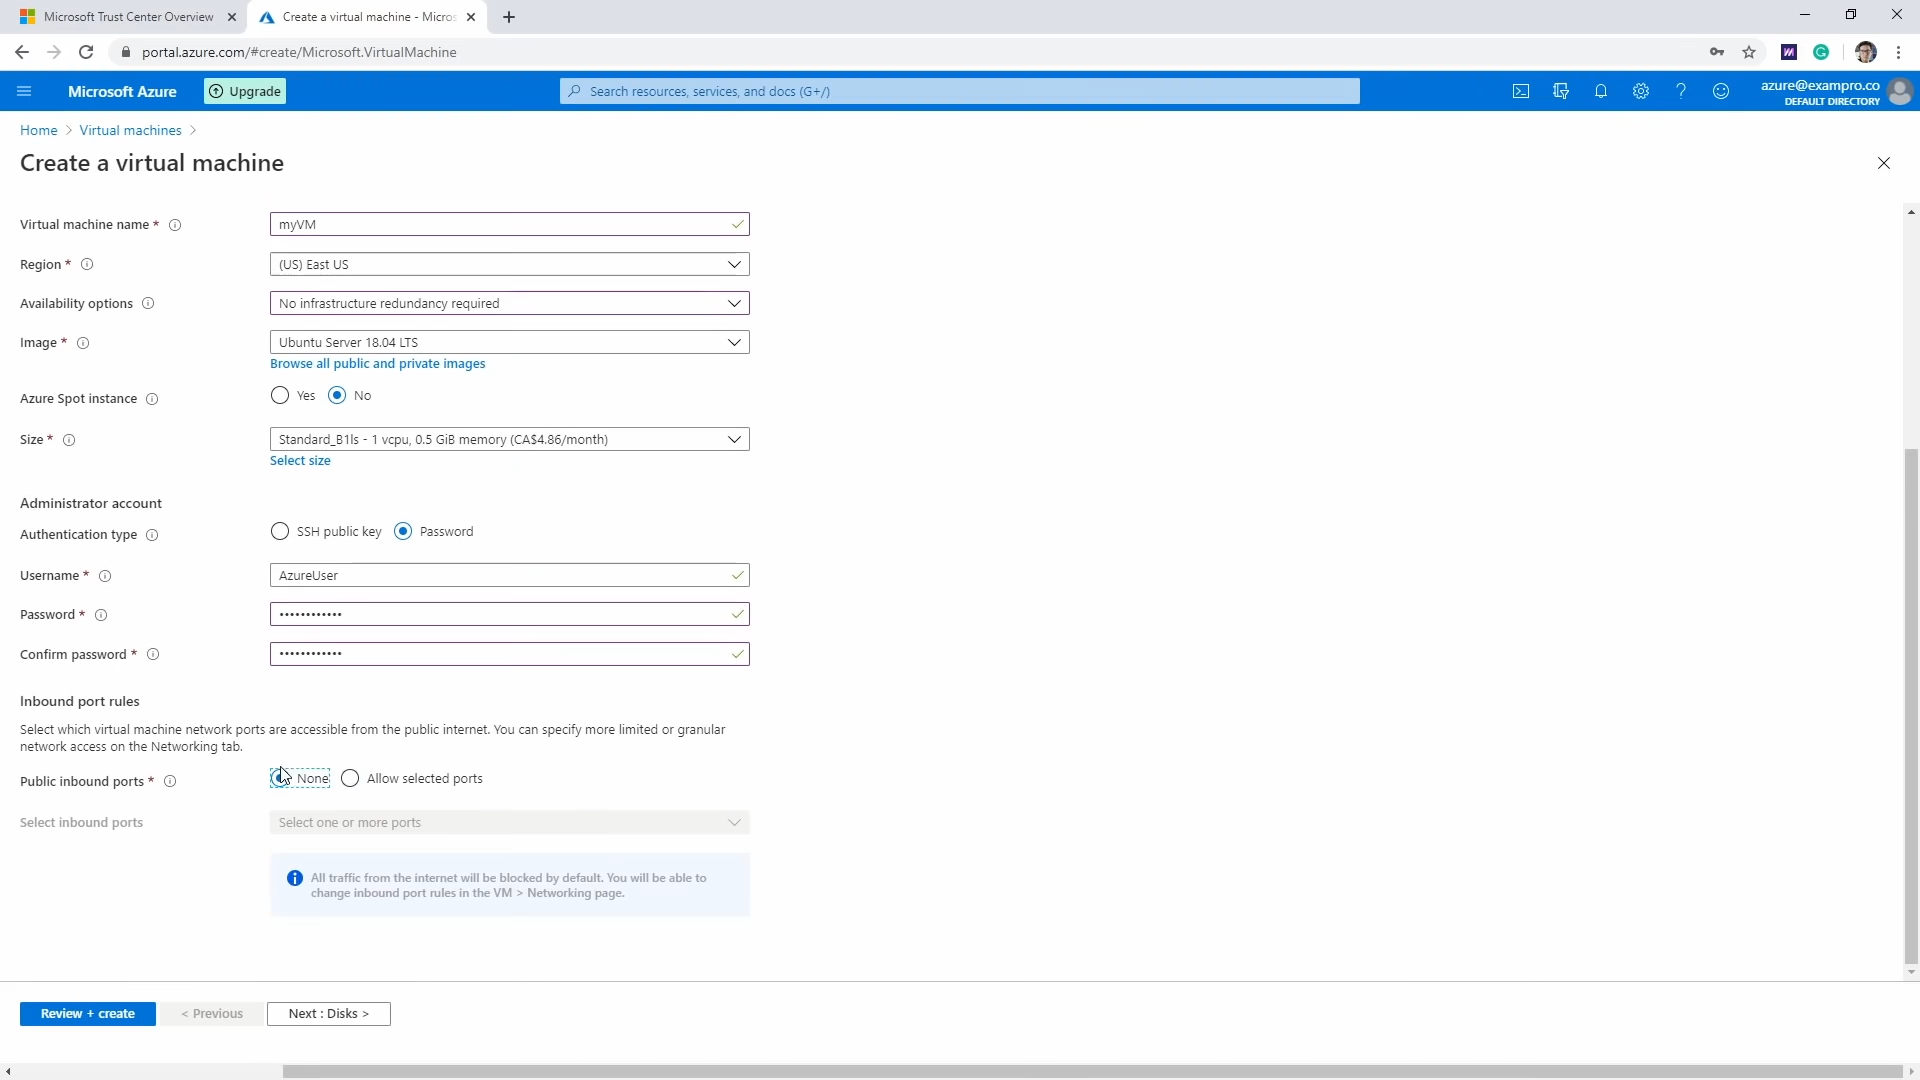 Microsoft Trust Center Overview
Create a virtual machine - Micros
portal.azure.com/#create/Microsoft.VirtualMachine
Microsoft Azure
Upgrade
Search resources, services, and docs (G+/)
azure@exampro.co
DEFAULT DIRECTORY
Home > Virtual machines >
Create a virtual machine
Virtual machine name *
myVM
Region *
(US) East US
Availability options
No infrastructure redundancy required
Image *
Ubuntu Server 18.04 LTS
Browse all public and private images
Azure Spot instance
Yes No
Size *
Standard_B1ls - 1 vcpu, 0.5 GiB memory (CA$4.86/month)
Select size
Administrator account
Authentication type
SSH public key Password
Username *
AzureUser
Password *
••••••••••••
Confirm password *
••••••••••••
Inbound port rules
Select which virtual machine network ports are accessible from the public internet. You can specify more limited or granular
network access on the Networking tab.
Public inbound ports *
None Allow selected ports
Select inbound ports
Select one or more ports
All traffic from the internet will be blocked by default. You will be able to
change inbound port rules in the VM > Networking page.
Review + create
< Previous
Next : Disks >